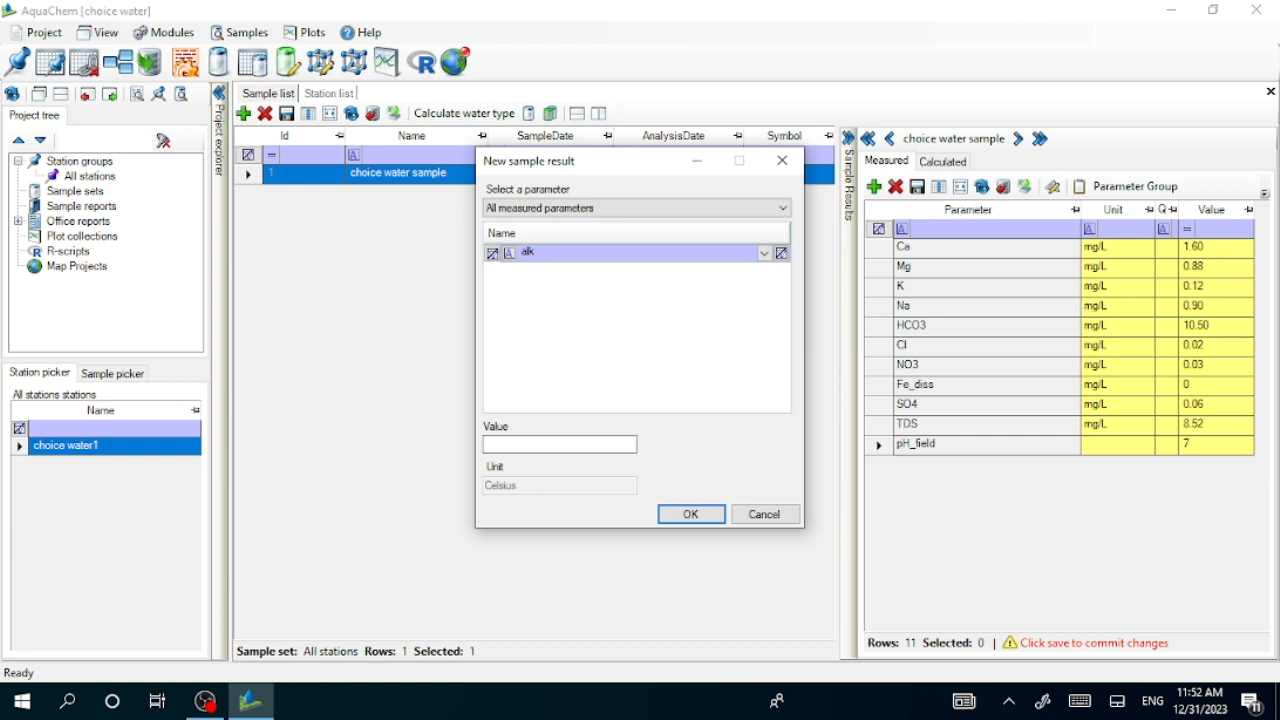 AquaChem [choice water]
Project View Modules Samples Plots Help
Project tree
Station groups
All stations
Sample sets
Sample reports
Office reports
Plot collections
R-scripts
Map Projects
Station picker Sample picker
All stations stations
Name
choice water1
Project explorer
Sample list Station list
Calculate water type
Id Name SampleDate AnalysisDate Symbol
1 choice water sample
Sample set: All stations Rows: 1 Selected: 1
New sample result
Select a parameter
All measured parameters
Name
alk
Value
Unit
Celsius
OK Cancel
Sample Results
choice water sample
Measured Calculated
Parameter Group
Parameter Unit Q Value
Ca mg/L 1.60
Mg mg/L 0.88
K mg/L 0.12
Na mg/L 0.90
HCO3 mg/L 10.50
Cl mg/L 0.02
NO3 mg/L 0.03
Fe_diss mg/L 0
SO4 mg/L 0.06
TDS mg/L 8.52
pH_field 7
Rows: 11 Selected: 0 | Click save to commit changes
Ready
ENG 11:52 AM
12/31/2023 11